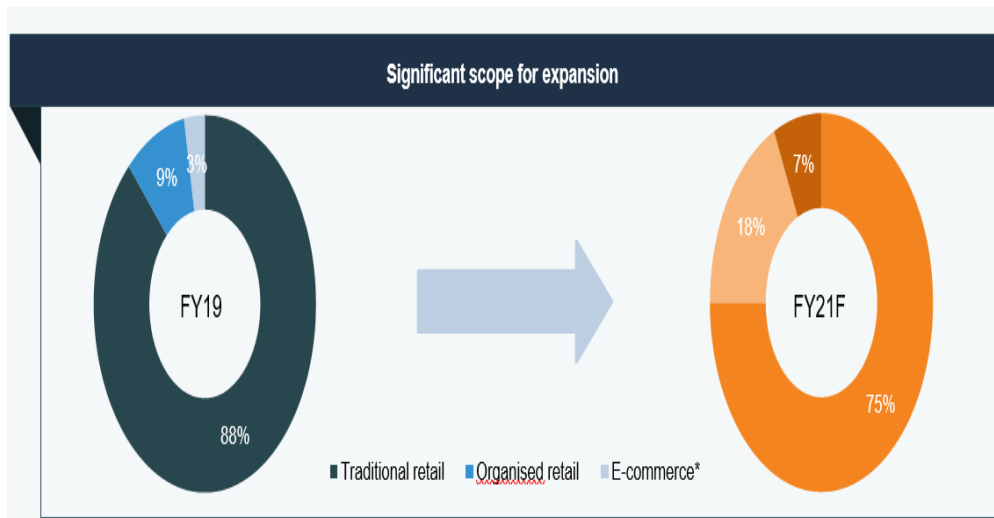 Significant scope for expansion
3%
9%
FY19
88%
7%
18%
FY21F
75%
Traditional retail Organised retail E-commerce*